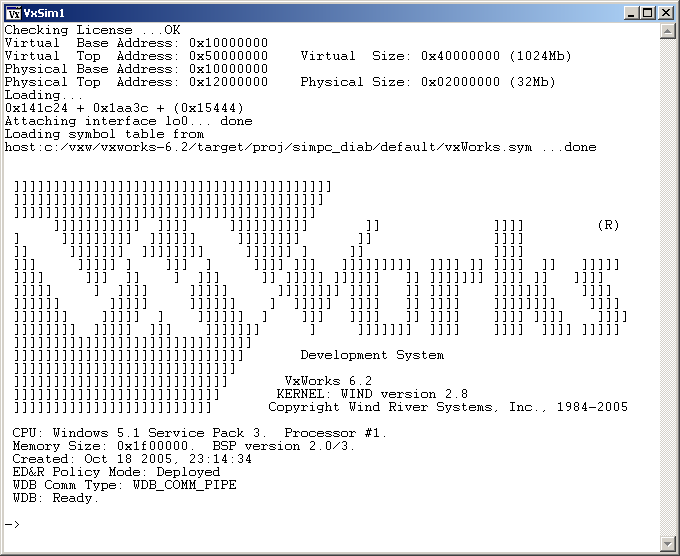 VxSim1
Checking License ...OK
Virtual  Base Address: 0x10000000
Virtual  Top  Address: 0x50000000    Virtual  Size: 0x40000000 (1024Mb)
Physical Base Address: 0x10000000
Physical Top  Address: 0x12000000    Physical Size: 0x02000000 (32Mb)
Loading...
0x141c24 + 0x1aa3c + (0x15444)
Attaching interface lo0... done
Loading symbol table from
host:c:/vxw/vxworks-6.2/target/proj/simpc_diab/default/vxWorks.sym ...done
VxWorks (R)
Development System
VxWorks 6.2
KERNEL: WIND version 2.8
Copyright Wind River Systems, Inc., 1984-2005
CPU: Windows 5.1 Service Pack 3.  Processor #1.
Memory Size: 0x1f00000.  BSP version 2.0/3.
Created: Oct 18 2005, 23:14:34
ED&R Policy Mode: Deployed
WDB Comm Type: WDB_COMM_PIPE
WDB: Ready.
->